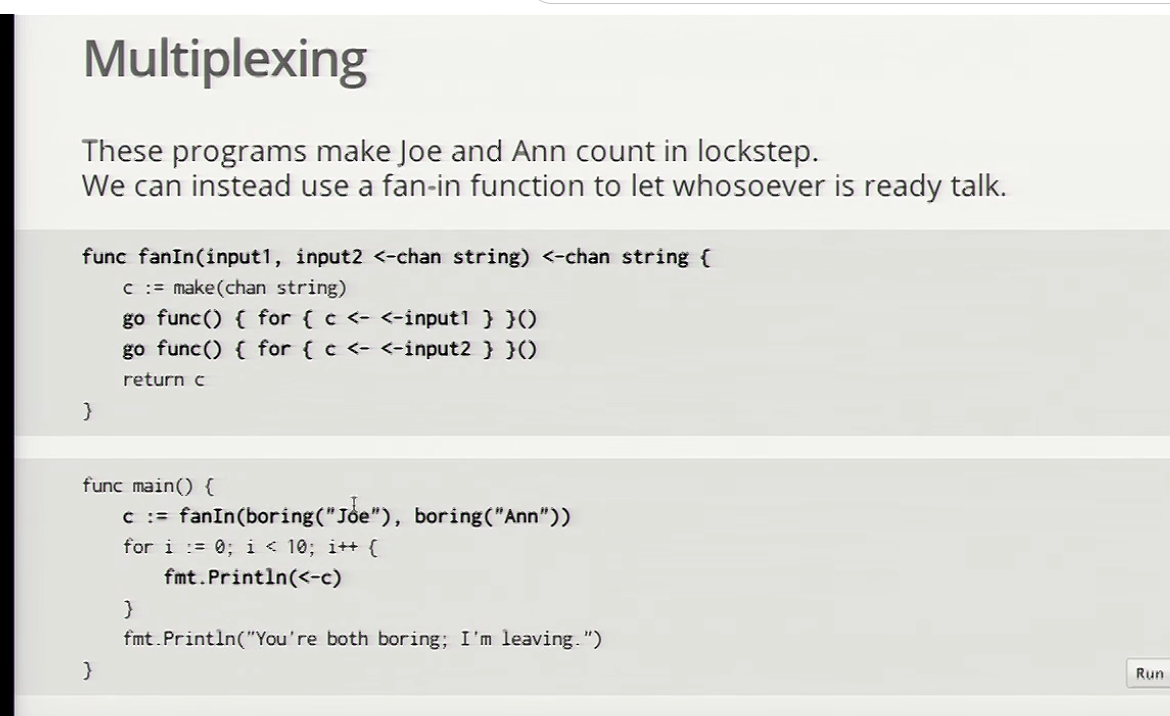 Multiplexing
These programs make Joe and Ann count in lockstep.
We can instead use a fan-in function to let whosoever is ready talk.
func fanIn(input1, input2 <-chan string) <-chan string {
    c := make(chan string)
    go func() { for { c <- <-input1 } }()
    go func() { for { c <- <-input2 } }()
    return c
}
func main() {
    c := fanIn(boring("Joe"), boring("Ann"))
    for i := 0; i < 10; i++ {
        fmt.Println(<-c)
    }
    fmt.Println("You're both boring; I'm leaving.")
}
Run